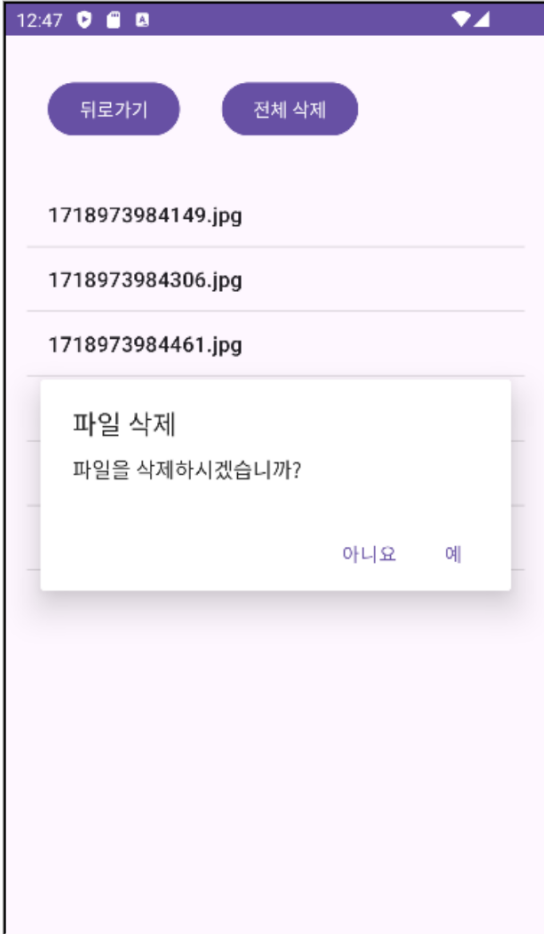 12:47
뒤로가기 전체 삭제
1718973984149.jpg
1718973984306.jpg
1718973984461.jpg
파일 삭제
파일을 삭제하시겠습니까?
아니요 예